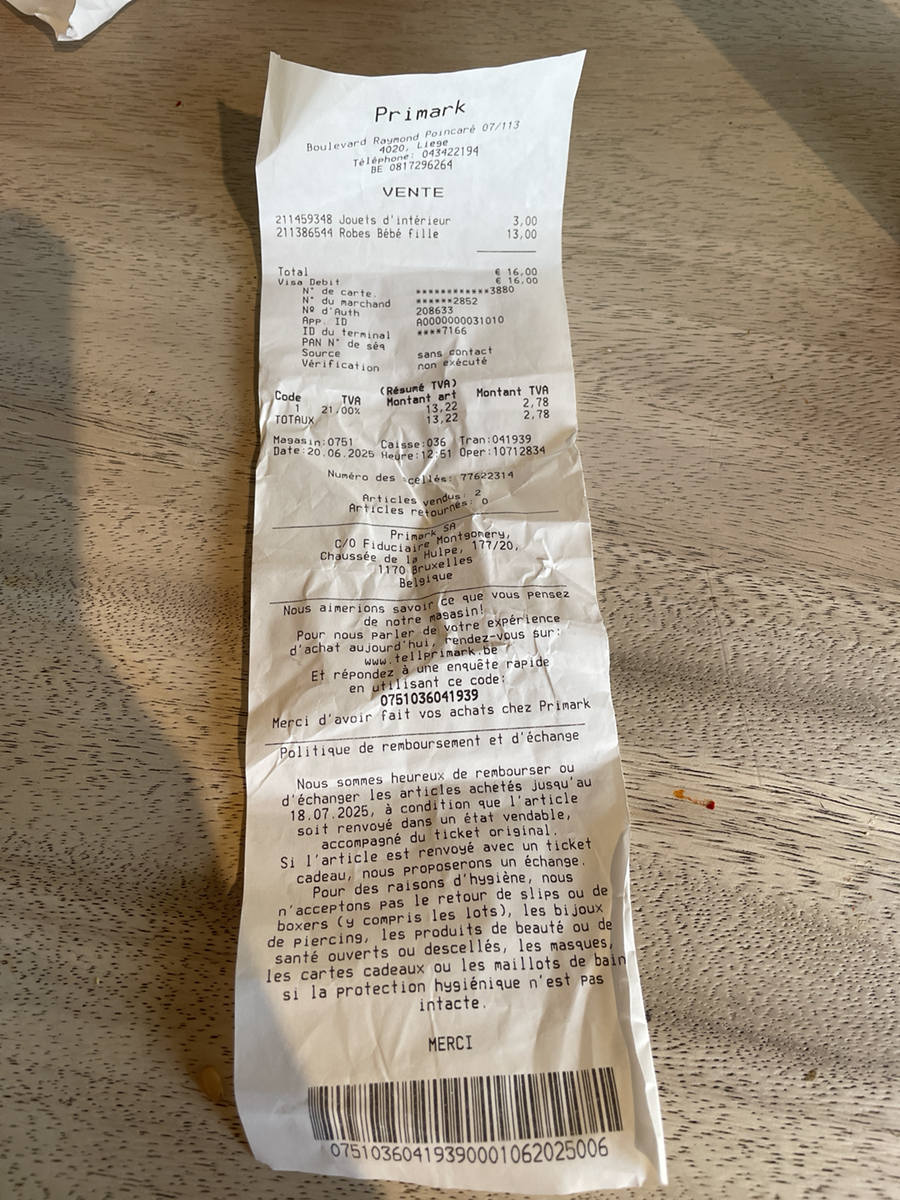 Primark
Boulevard Raymond Poincaré 07/113
4020, Liege
Téléphone: 043422194
BE 0817296264
VENTE
211459348 Jouets d'intérieur 3,00
211386544 Robes Bébé fille 13,00
Total € 16,00
Visa Debit € 16,00
N° de carte. ************3880
N° du marchand ******2852
Nº d'Auth 208633
App. ID A0000000031010
ID du terminal ****7166
PAN N° de séq
Source sans contact
Vérification non exécuté
(Résumé TVA)
Code TVA Montant art Montant TVA
1 21,00% 13,22 2,78
TOTAUX 13,22 2,78
Magasin:0751 Caisse:036 Tran:041939
Date:20.06.2025 Heure:12:51 Oper:10712834
Numéro des scellés: 77622314
Articles vendus: 2
Articles retournés: 0
Primark SA
C/O Fiduciaire Montgomery,
Chaussée de la Hulpe, 177/20,
1170 Bruxelles
Belgique
Nous aimerions savoir ce que vous pensez
de notre magasin!
Pour nous parler de votre expérience
d'achat aujourd'hui, rendez-vous sur:
www.tellprimark.be
Et répondez à une enquête rapide
en utilisant ce code:
0751036041939
Merci d'avoir fait vos achats chez Primark
Politique de remboursement et d'échange
Nous sommes heureux de rembourser ou
d'échanger les articles achetés jusqu'au
18.07.2025, à condition que l'article
soit renvoyé dans un état vendable,
accompagné du ticket original.
Si l'article est renvoyé avec un ticket
cadeau, nous proposerons un échange.
Pour des raisons d'hygiène, nous
n'acceptons pas le retour de slips ou de
boxers (y compris les lots), les bijoux
de piercing, les produits de beauté ou de
santé ouverts ou descellés, les masques,
les cartes cadeaux ou les maillots de bain
si la protection hygiénique n'est pas
intacte.
MERCI
07510360419390001062025006